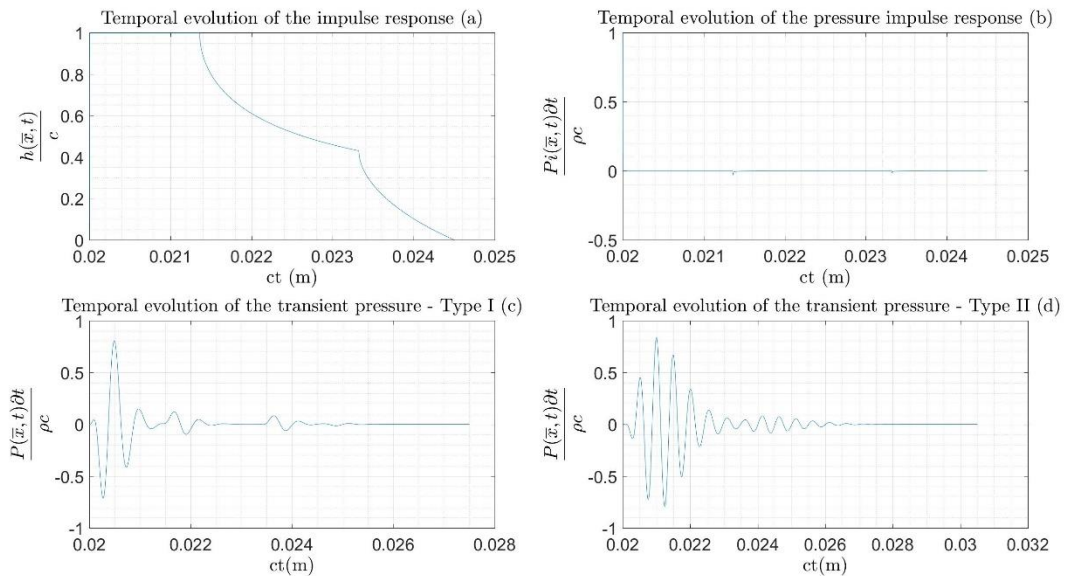 Temporal evolution of the impulse response (a)
1
0.8
0.6
0.4
0.2
0
h(x̅, t)
c
0.02 0.021 0.022 0.023 0.024 0.025
ct (m)
Temporal evolution of the pressure impulse response (b)
1
0.5
0
-0.5
Pi(x̅, t)∂t
ρc
0.02 0.021 0.022 0.023 0.024 0.025
ct (m)
Temporal evolution of the transient pressure - Type I (c)
1
0.5
0
-0.5
-1
P(x̅, t)∂t
ρc
0.02 0.022 0.024 0.026 0.028
ct(m)
Temporal evolution of the transient pressure - Type II (d)
1
0.5
0
-0.5
-1
P(x̅, t)∂t
ρc
0.02 0.022 0.024 0.026 0.028 0.03 0.032
ct(m)